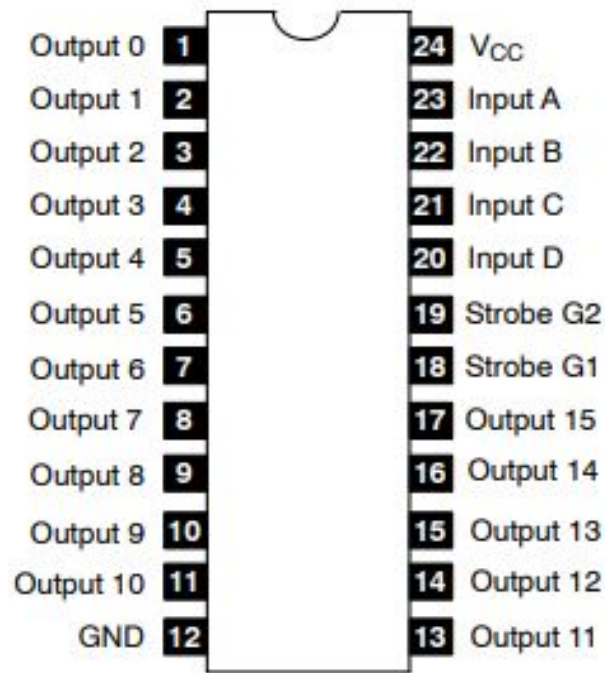 Output 0 1 24 VCC
Output 1 2 23 Input A
Output 2 3 22 Input B
Output 3 4 21 Input C
Output 4 5 20 Input D
Output 5 6 19 Strobe G2
Output 6 7 18 Strobe G1
Output 7 8 17 Output 15
Output 8 9 16 Output 14
Output 9 10 15 Output 13
Output 10 11 14 Output 12
GND 12 13 Output 11